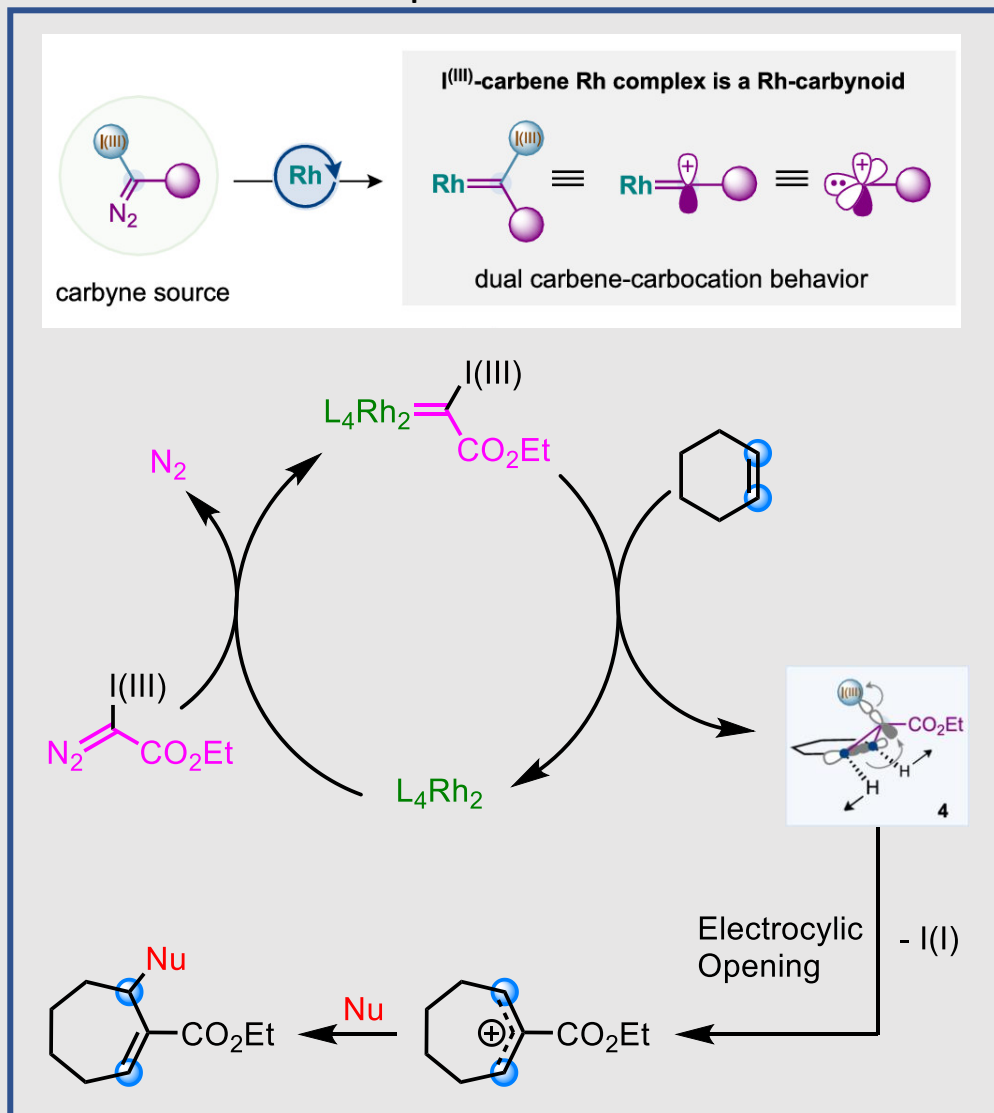 I(III)-carbene Rh complex is a Rh-carbynoid
I(III)
I(III)
Rh
Rh
Rh
N2
carbyne source
dual carbene-carbocation behavior
I(III)
L4Rh2
CO2Et
N2
I(III)
N2
CO2Et
L4Rh2
I(III)
CO2Et
H
H
4
Electrocylic
Opening
- I(I)
Nu
CO2Et
Nu
CO2Et